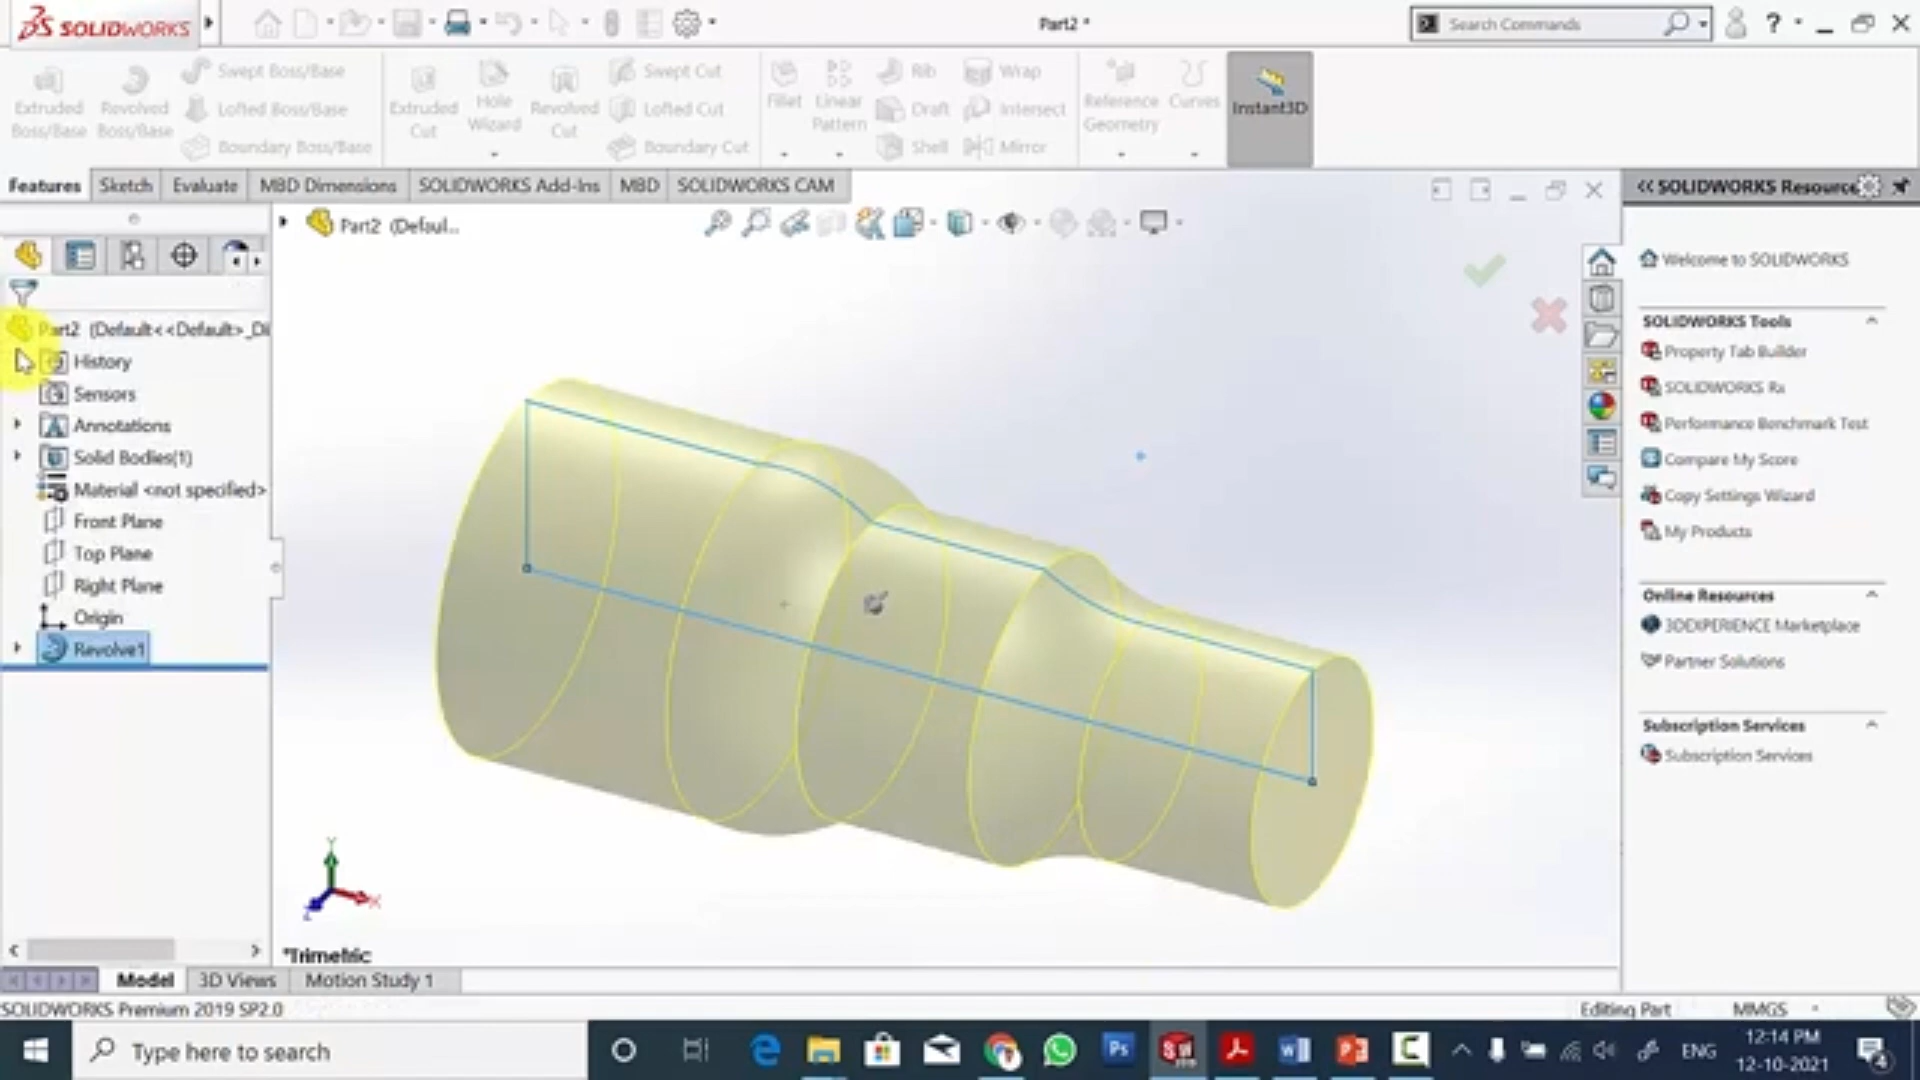 SOLIDWORKS
Part2 *
Search Commands
?
Extruded Boss/Base
Revolved Boss/Base
Swept Boss/Base
Lofted Boss/Base
Boundary Boss/Base
Extruded Cut
Hole Wizard
Revolved Cut
Swept Cut
Lofted Cut
Boundary Cut
Fillet
Linear Pattern
Rib
Draft
Shell
Wrap
Intersect
Mirror
Reference Geometry
Curves
Instant3D
Features
Sketch
Evaluate
MBD Dimensions
SOLIDWORKS Add-Ins
MBD
SOLIDWORKS CAM
Part2 (Defaul...
<< SOLIDWORKS Resource
Part2 (Default<<Default>_Di
History
Sensors
Annotations
Solid Bodies(1)
Material <not specified>
Front Plane
Top Plane
Right Plane
Origin
Revolve1
Welcome to SOLIDWORKS
SOLIDWORKS Tools
Property Tab Builder
SOLIDWORKS Rx
Performance Benchmark Test
Compare My Score
Copy Settings Wizard
My Products
Online Resources
3DEXPERIENCE Marketplace
Partner Solutions
Subscription Services
Subscription Services
Y
X
Z
*Trimetric
Model
3D Views
Motion Study 1
SOLIDWORKS Premium 2019 SP2.0
Editing Part
MMGS
Type here to search
Ps
ENG
12:14 PM
12-10-2021
4